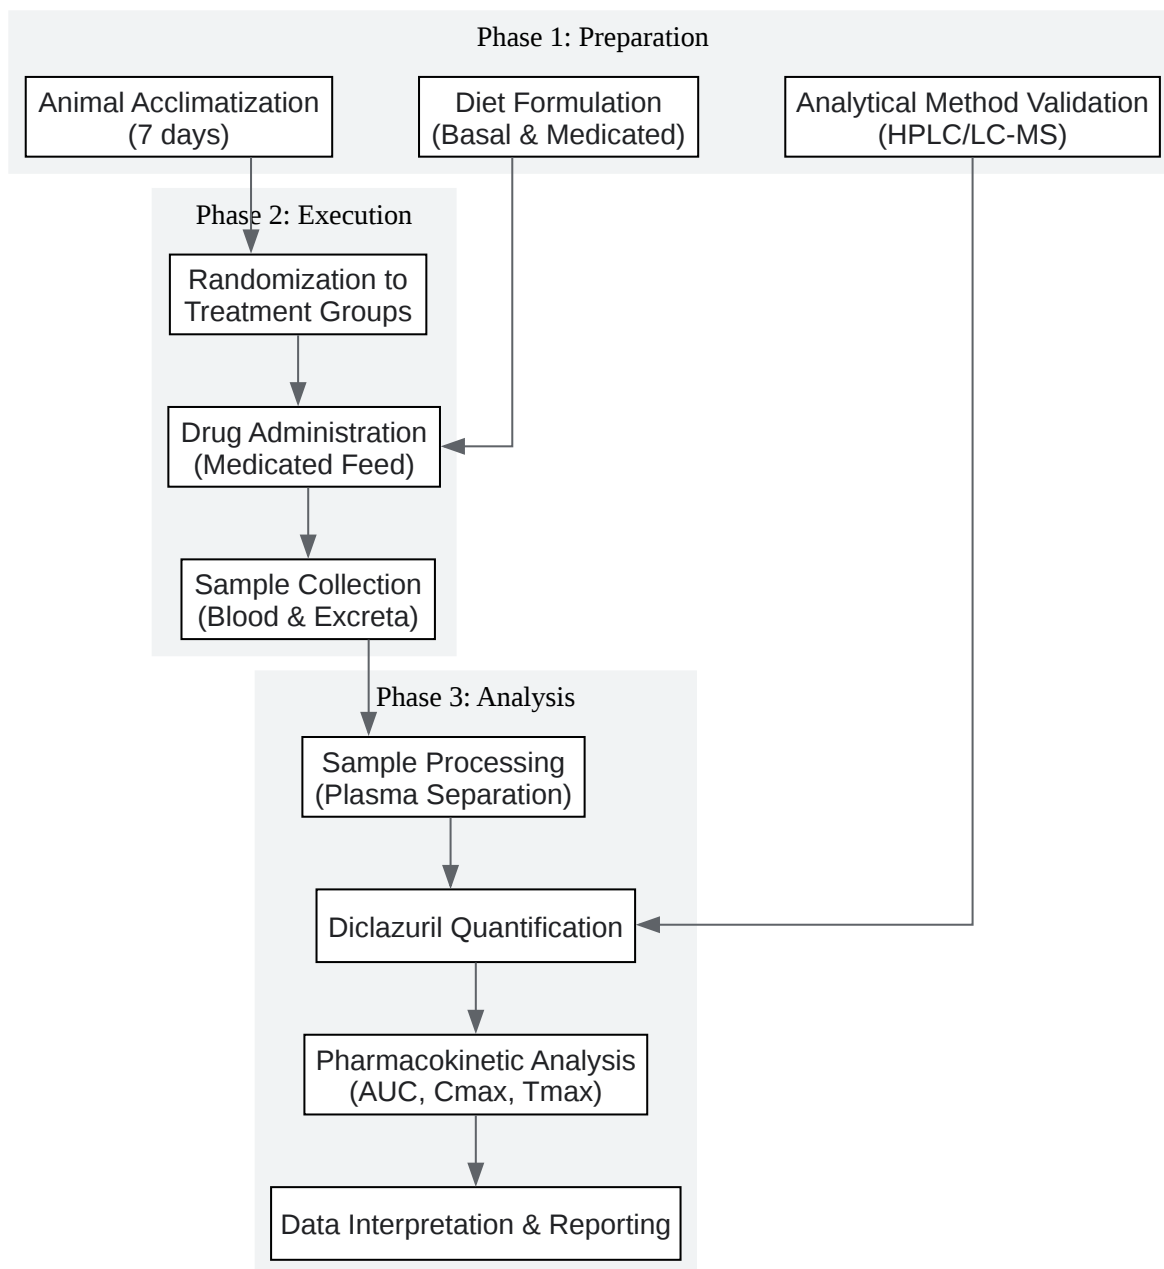 Phase 1: Preparation
Animal Acclimatization
(7 days)
Diet Formulation
(Basal & Medicated)
Analytical Method Validation
(HPLC/LC-MS)
Phase 2: Execution
Randomization to
Treatment Groups
Drug Administration
(Medicated Feed)
Sample Collection
(Blood & Excreta)
Phase 3: Analysis
Sample Processing
(Plasma Separation)
Diclazuril Quantification
Pharmacokinetic Analysis
(AUC, Cmax, Tmax)
Data Interpretation & Reporting